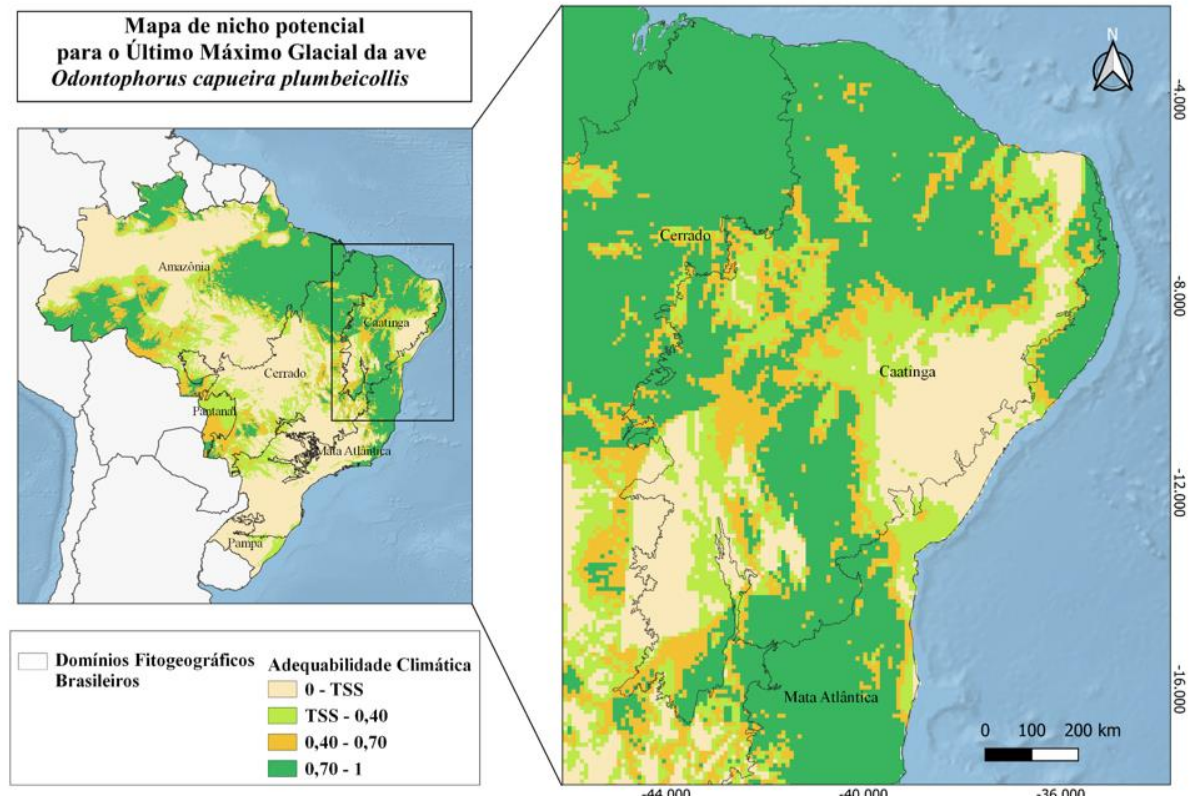 Mapa de nicho potencial
para o Último Máximo Glacial da ave
Odontophorus capueira plumbeicollis
Amazônia
Caatinga
Cerrado
Pantanal
Mata Atlântica
Pampa
Domínios Fitogeográficos
Brasileiros
Adequabilidade Climática
0 - TSS
TSS - 0,40
0,40 - 0,70
0,70 - 1
N
Cerrado
Caatinga
Mata Atlântica
0 100 200 km
-4.000
-8.000
-12.000
-16.000
-44.000 -40.000 -36.000